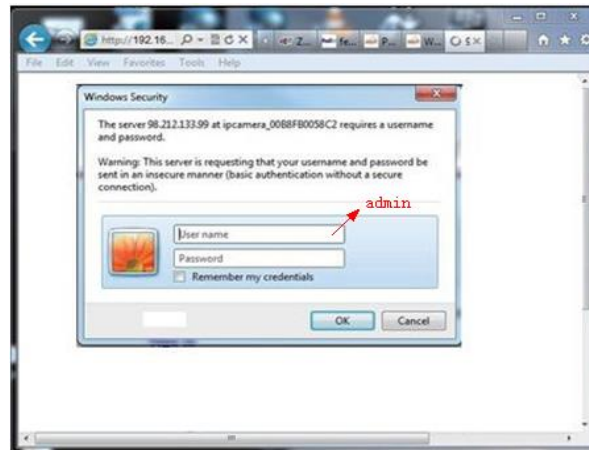 http://192.16...
Z...
fe...
P...
W...
File Edit View Favorites Tools Help
Windows Security
The server 98.212.133.99 at ipcamera_00B8FB0058C2 requires a username
and password.
Warning: This server is requesting that your username and password be
sent in an insecure manner (basic authentication without a secure
connection).
admin
User name
Password
Remember my credentials
OK Cancel